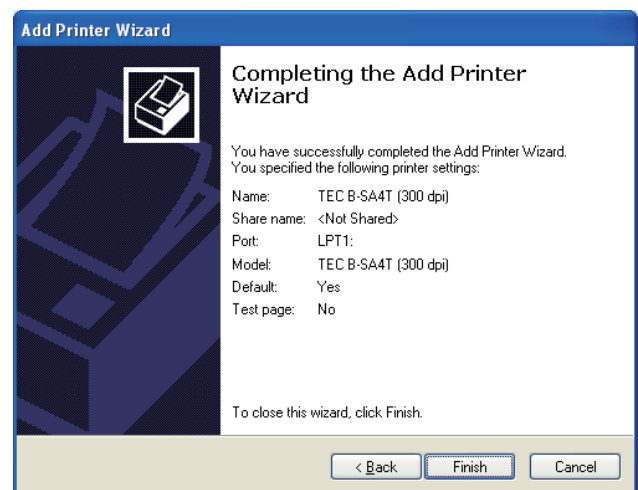 Add Printer Wizard
Completing the Add Printer
Wizard
You have successfully completed the Add Printer Wizard.
You specified the following printer settings:
Name: TEC B-SA4T (300 dpi)
Share name: <Not Shared>
Port: LPT1:
Model: TEC B-SA4T (300 dpi)
Default: Yes
Test page: No
To close this wizard, click Finish.
< Back Finish Cancel